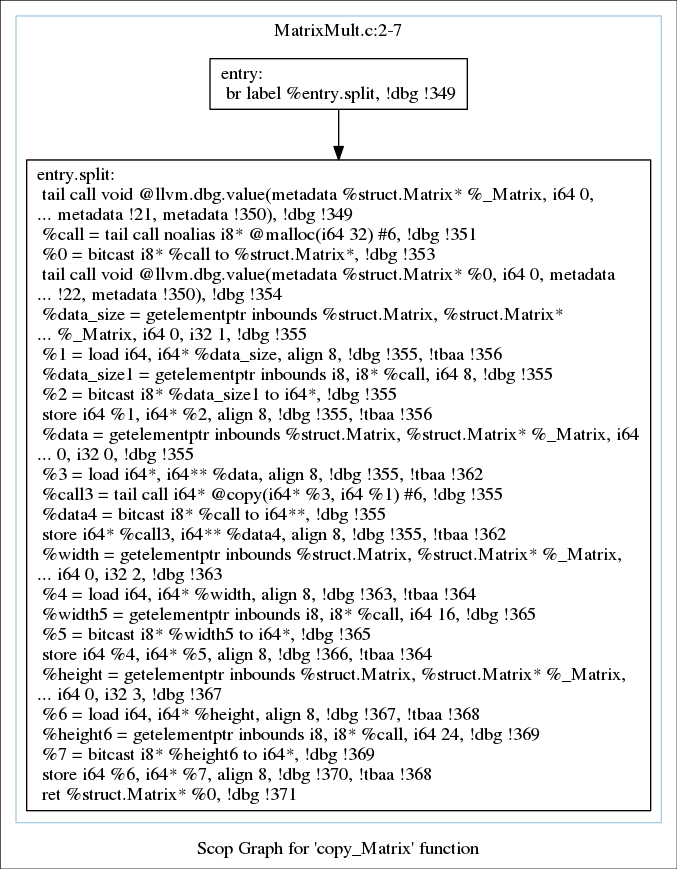 MatrixMult.c:2-7
entry:
br label %entry.split, !dbg !349
entry.split:
tail call void @llvm.dbg.value(metadata %struct.Matrix* %_Matrix, i64 0,
... metadata !21, metadata !350), !dbg !349
%call = tail call noalias i8* @malloc(i64 32) #6, !dbg !351
%0 = bitcast i8* %call to %struct.Matrix*, !dbg !353
tail call void @llvm.dbg.value(metadata %struct.Matrix* %0, i64 0, metadata
... !22, metadata !350), !dbg !354
%data_size = getelementptr inbounds %struct.Matrix, %struct.Matrix*
... %_Matrix, i64 0, i32 1, !dbg !355
%1 = load i64, i64* %data_size, align 8, !dbg !355, !tbaa !356
%data_size1 = getelementptr inbounds i8, i8* %call, i64 8, !dbg !355
%2 = bitcast i8* %data_size1 to i64*, !dbg !355
store i64 %1, i64* %2, align 8, !dbg !355, !tbaa !356
%data = getelementptr inbounds %struct.Matrix, %struct.Matrix* %_Matrix, i64
... 0, i32 0, !dbg !355
%3 = load i64*, i64** %data, align 8, !dbg !355, !tbaa !362
%call3 = tail call i64* @copy(i64* %3, i64 %1) #6, !dbg !355
%data4 = bitcast i8* %call to i64**, !dbg !355
store i64* %call3, i64** %data4, align 8, !dbg !355, !tbaa !362
%width = getelementptr inbounds %struct.Matrix, %struct.Matrix* %_Matrix,
... i64 0, i32 2, !dbg !363
%4 = load i64, i64* %width, align 8, !dbg !363, !tbaa !364
%width5 = getelementptr inbounds i8, i8* %call, i64 16, !dbg !365
%5 = bitcast i8* %width5 to i64*, !dbg !365
store i64 %4, i64* %5, align 8, !dbg !366, !tbaa !364
%height = getelementptr inbounds %struct.Matrix, %struct.Matrix* %_Matrix,
... i64 0, i32 3, !dbg !367
%6 = load i64, i64* %height, align 8, !dbg !367, !tbaa !368
%height6 = getelementptr inbounds i8, i8* %call, i64 24, !dbg !369
%7 = bitcast i8* %height6 to i64*, !dbg !369
store i64 %6, i64* %7, align 8, !dbg !370, !tbaa !368
ret %struct.Matrix* %0, !dbg !371
Scop Graph for 'copy_Matrix' function